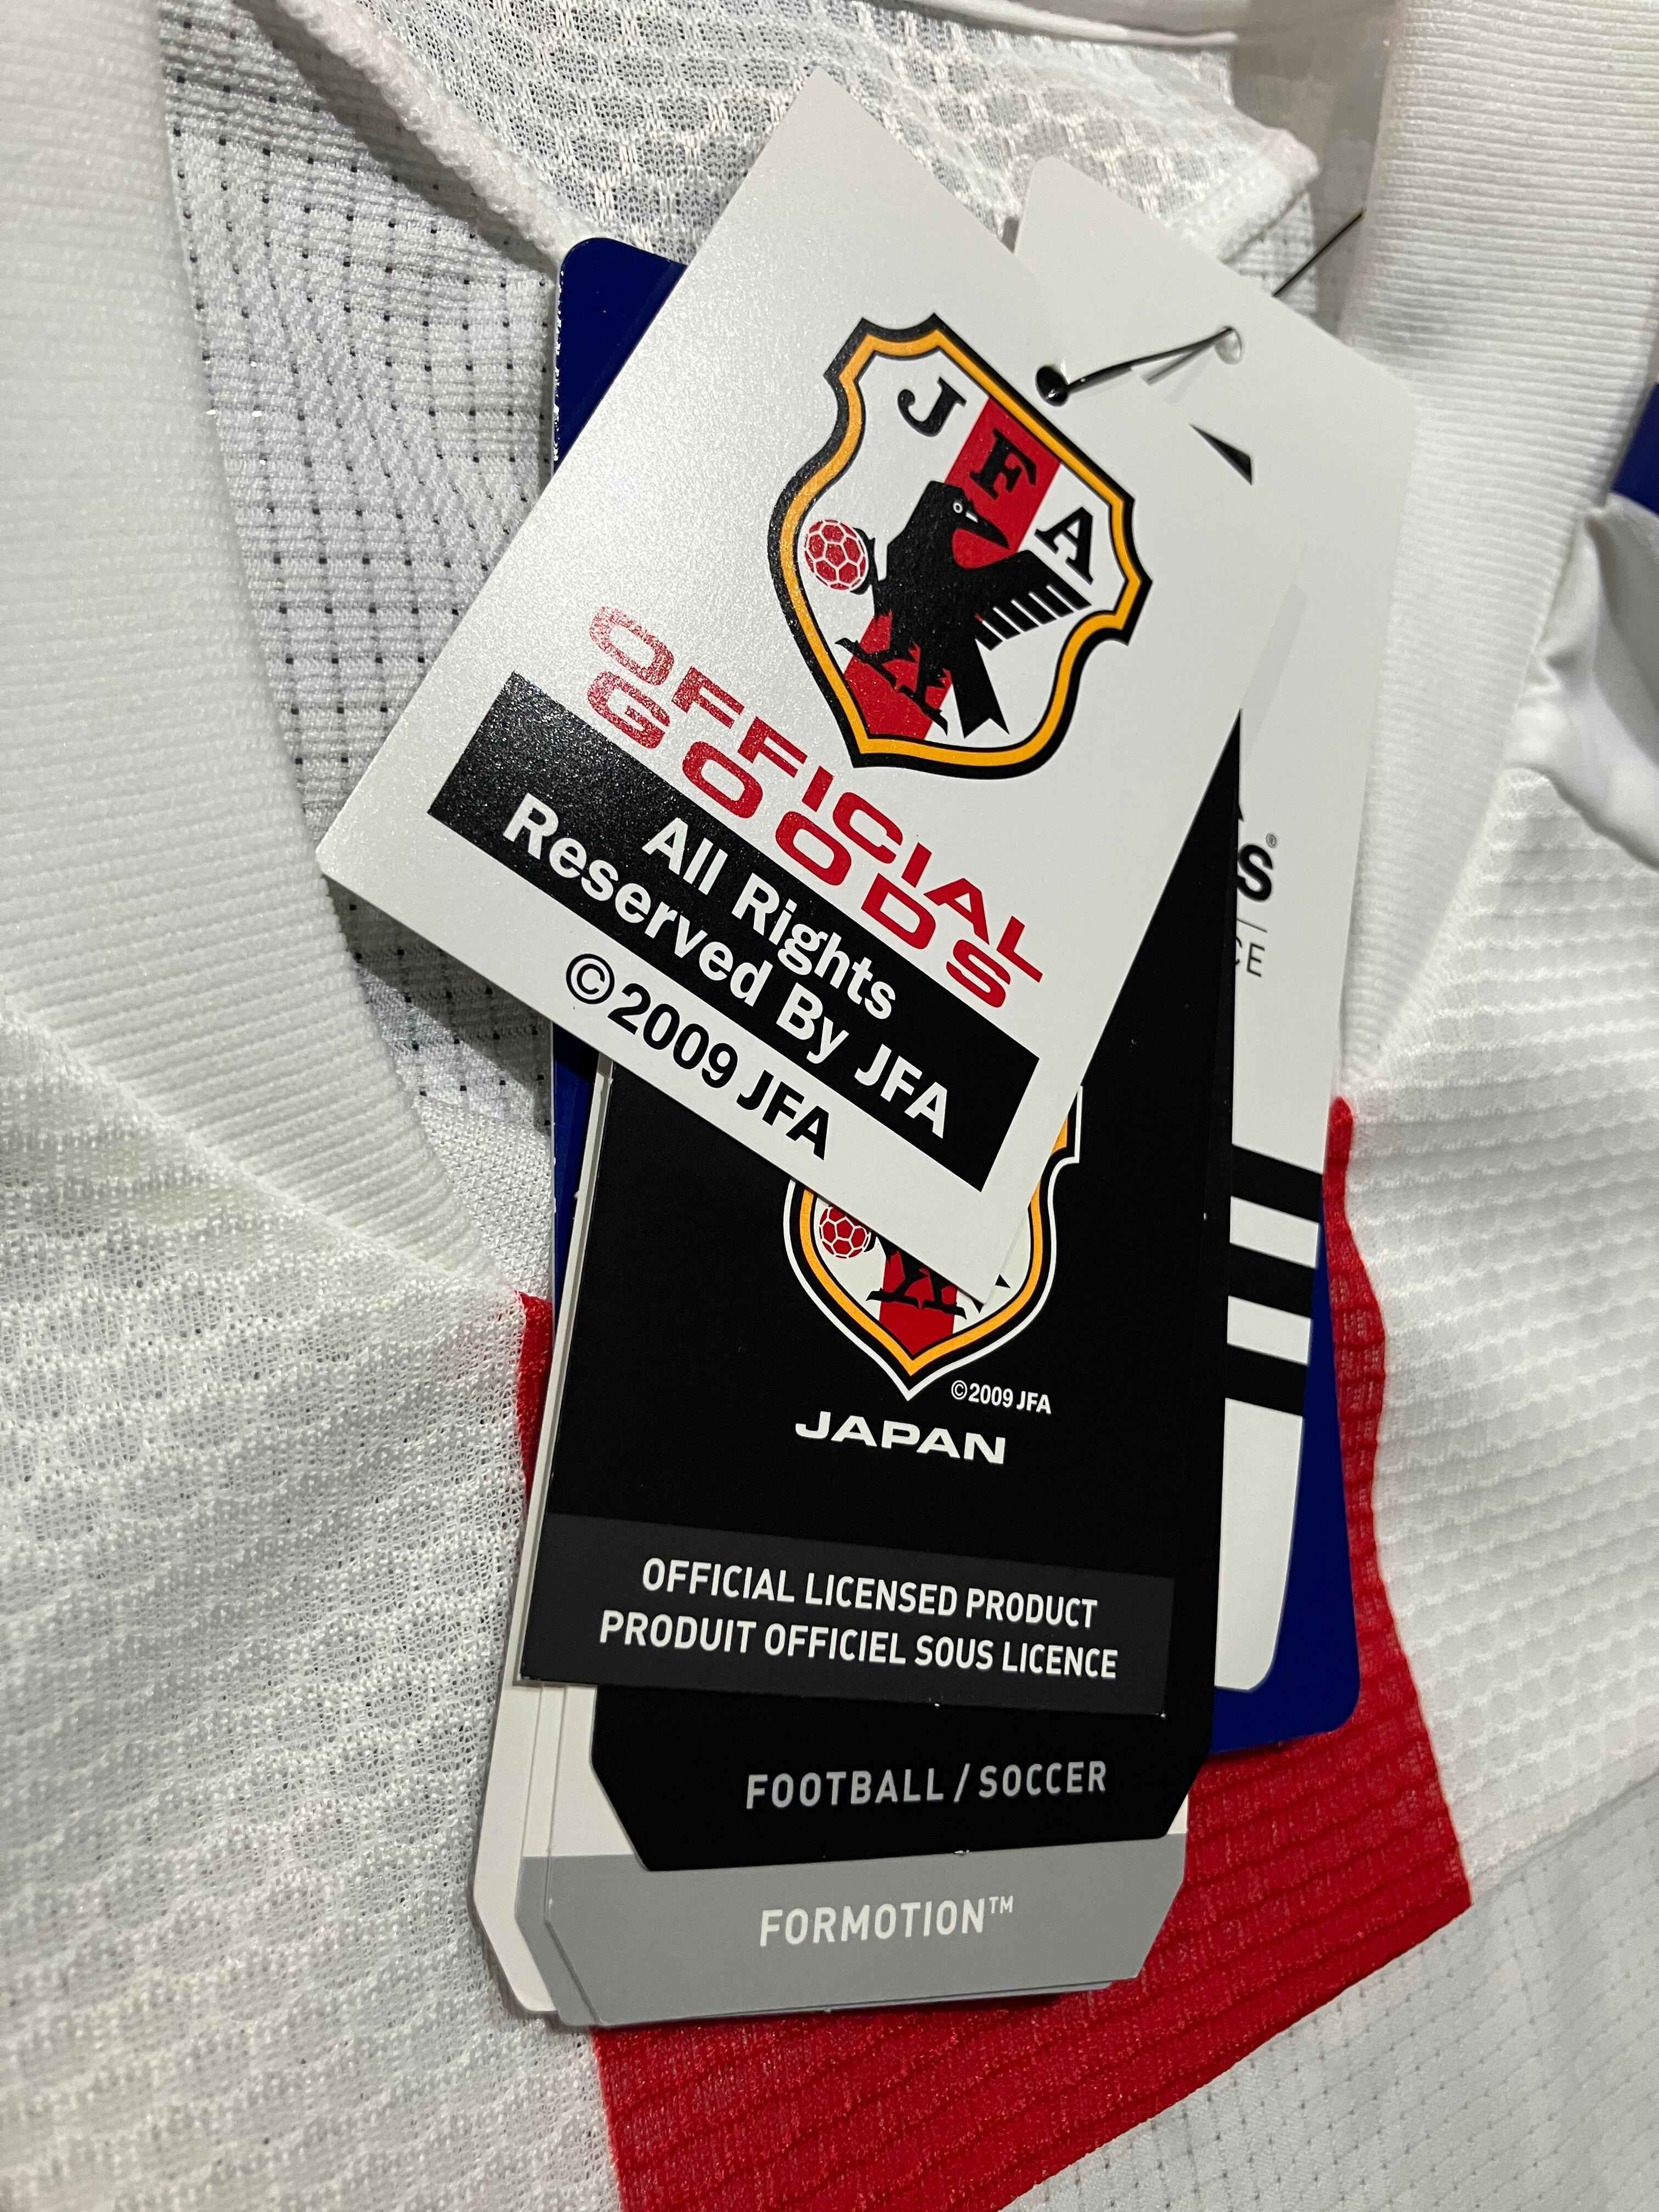 JFA
OFFICIAL
GOODS
All Rights
Reserved By JFA
©2009 JFA
©2009 JFA
JAPAN
OFFICIAL LICENSED PRODUCT
PRODUIT OFFICIEL SOUS LICENCE
FOOTBALL / SOCCER
FORMOTION™